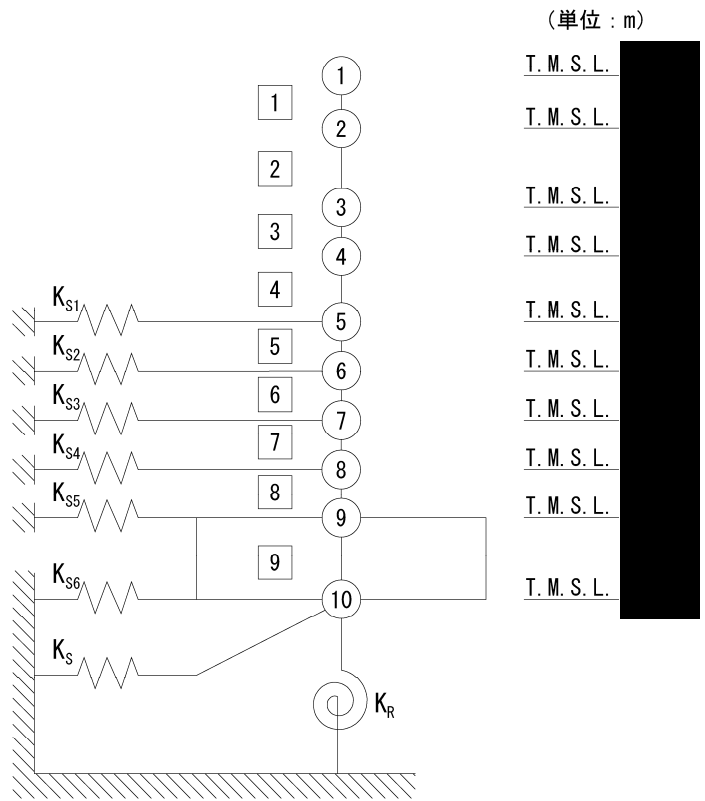 (単位:m)
1 T.M.S.L.
1
2 T.M.S.L.
2
3 T.M.S.L.
3
4 T.M.S.L.
4
KS1 5 T.M.S.L.
5
KS2 6 T.M.S.L.
6
KS3 7 T.M.S.L.
7
KS4 8 T.M.S.L.
8
KS5 9 T.M.S.L.
9
KS6 10 T.M.S.L.
KS
KR